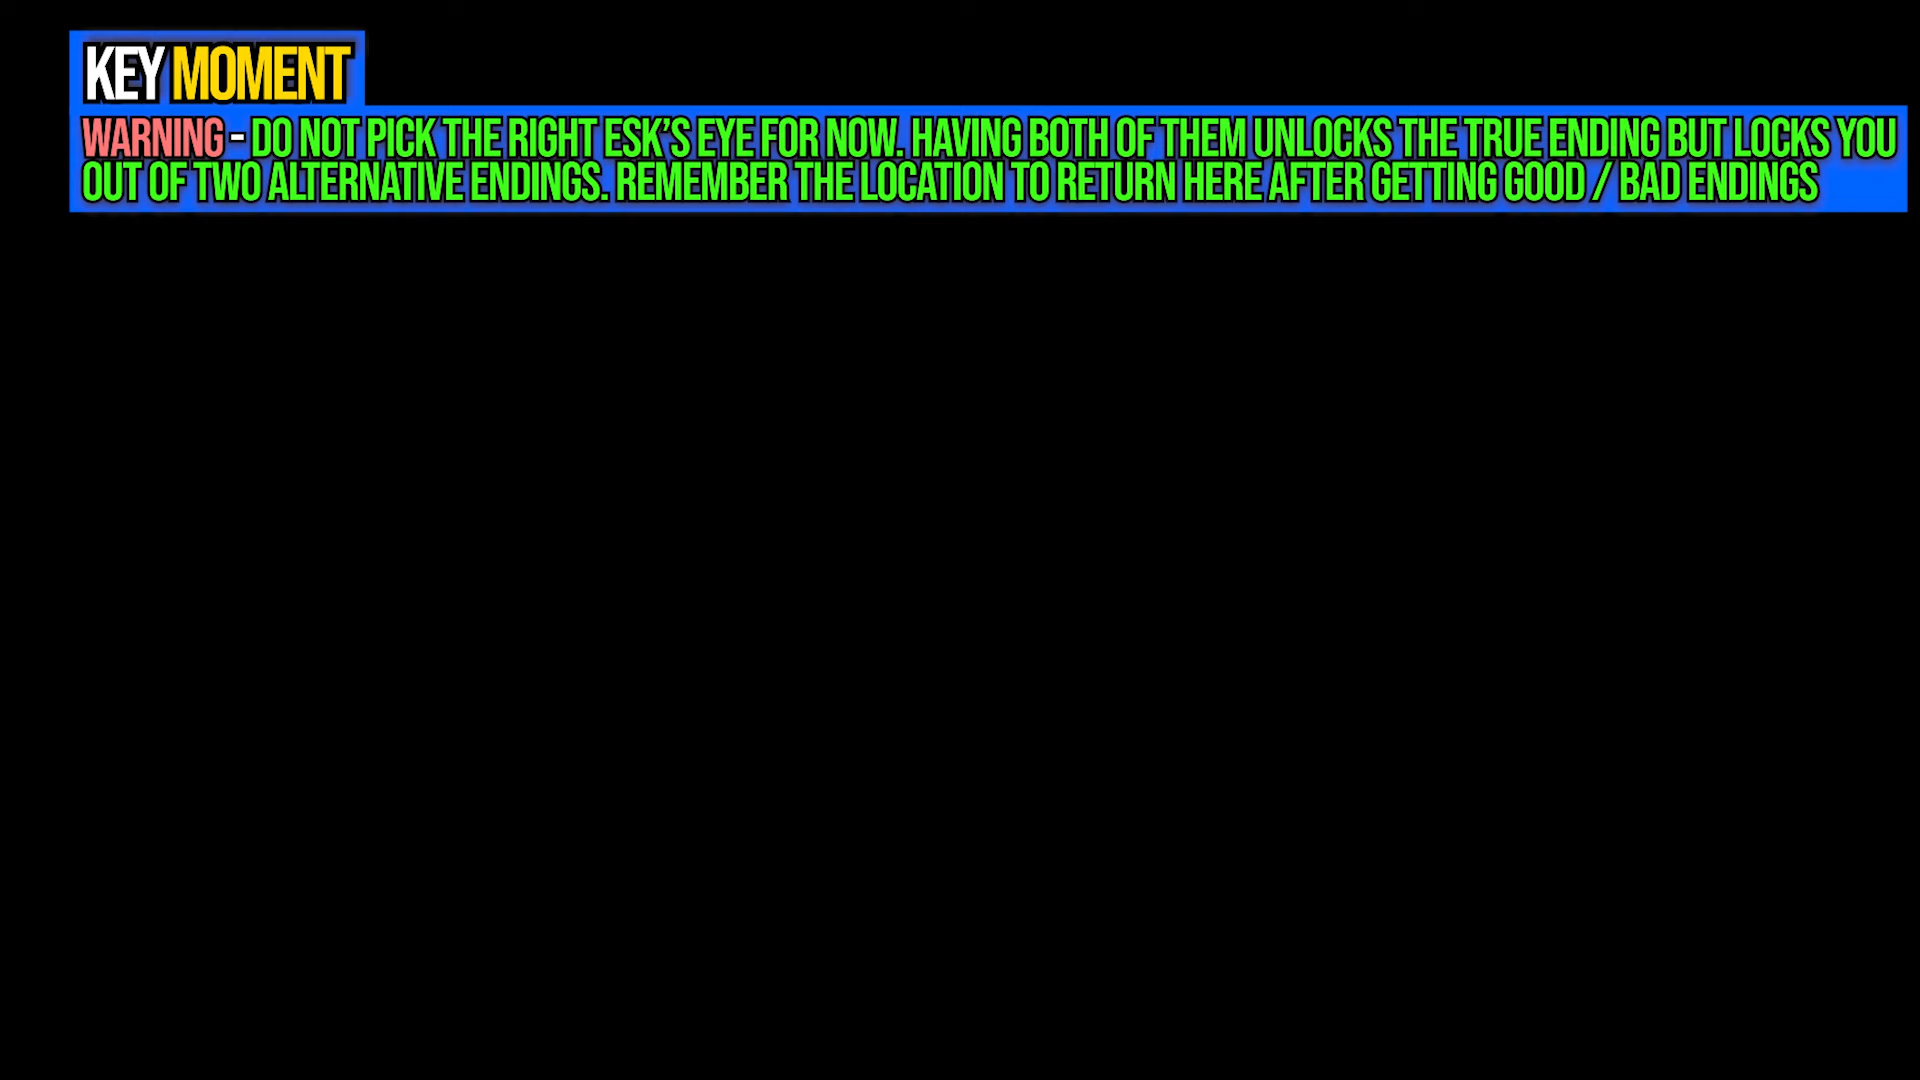 KEY MOMENT
WARNING - DO NOT PICK THE RIGHT ESK'S EYE FOR NOW. HAVING BOTH OF THEM UNLOCKS THE TRUE ENDING BUT LOCKS YOU
OUT OF TWO ALTERNATIVE ENDINGS. REMEMBER THE LOCATION TO RETURN HERE AFTER GETTING GOOD / BAD ENDINGS